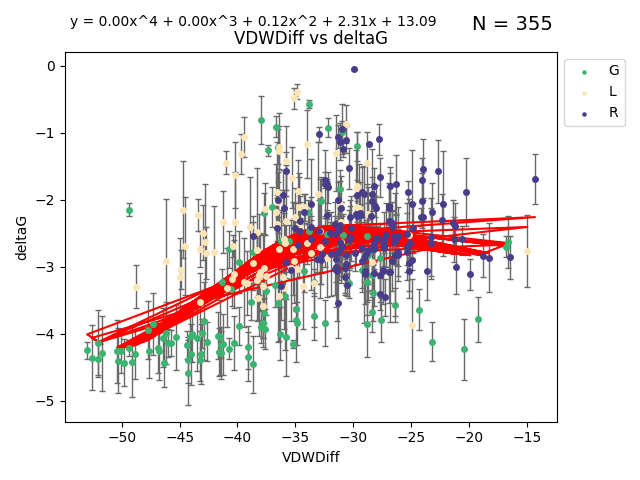 y = 0.00x^4 + 0.00x^3 + 0.12x^2 + 2.31x + 13.09
N = 355
VDWDiff vs deltaG
G
L
R
0
−1
−2
−3
−4
−5
deltaG
−50
−45
−40
−35
−30
−25
−20
−15
VDWDiff